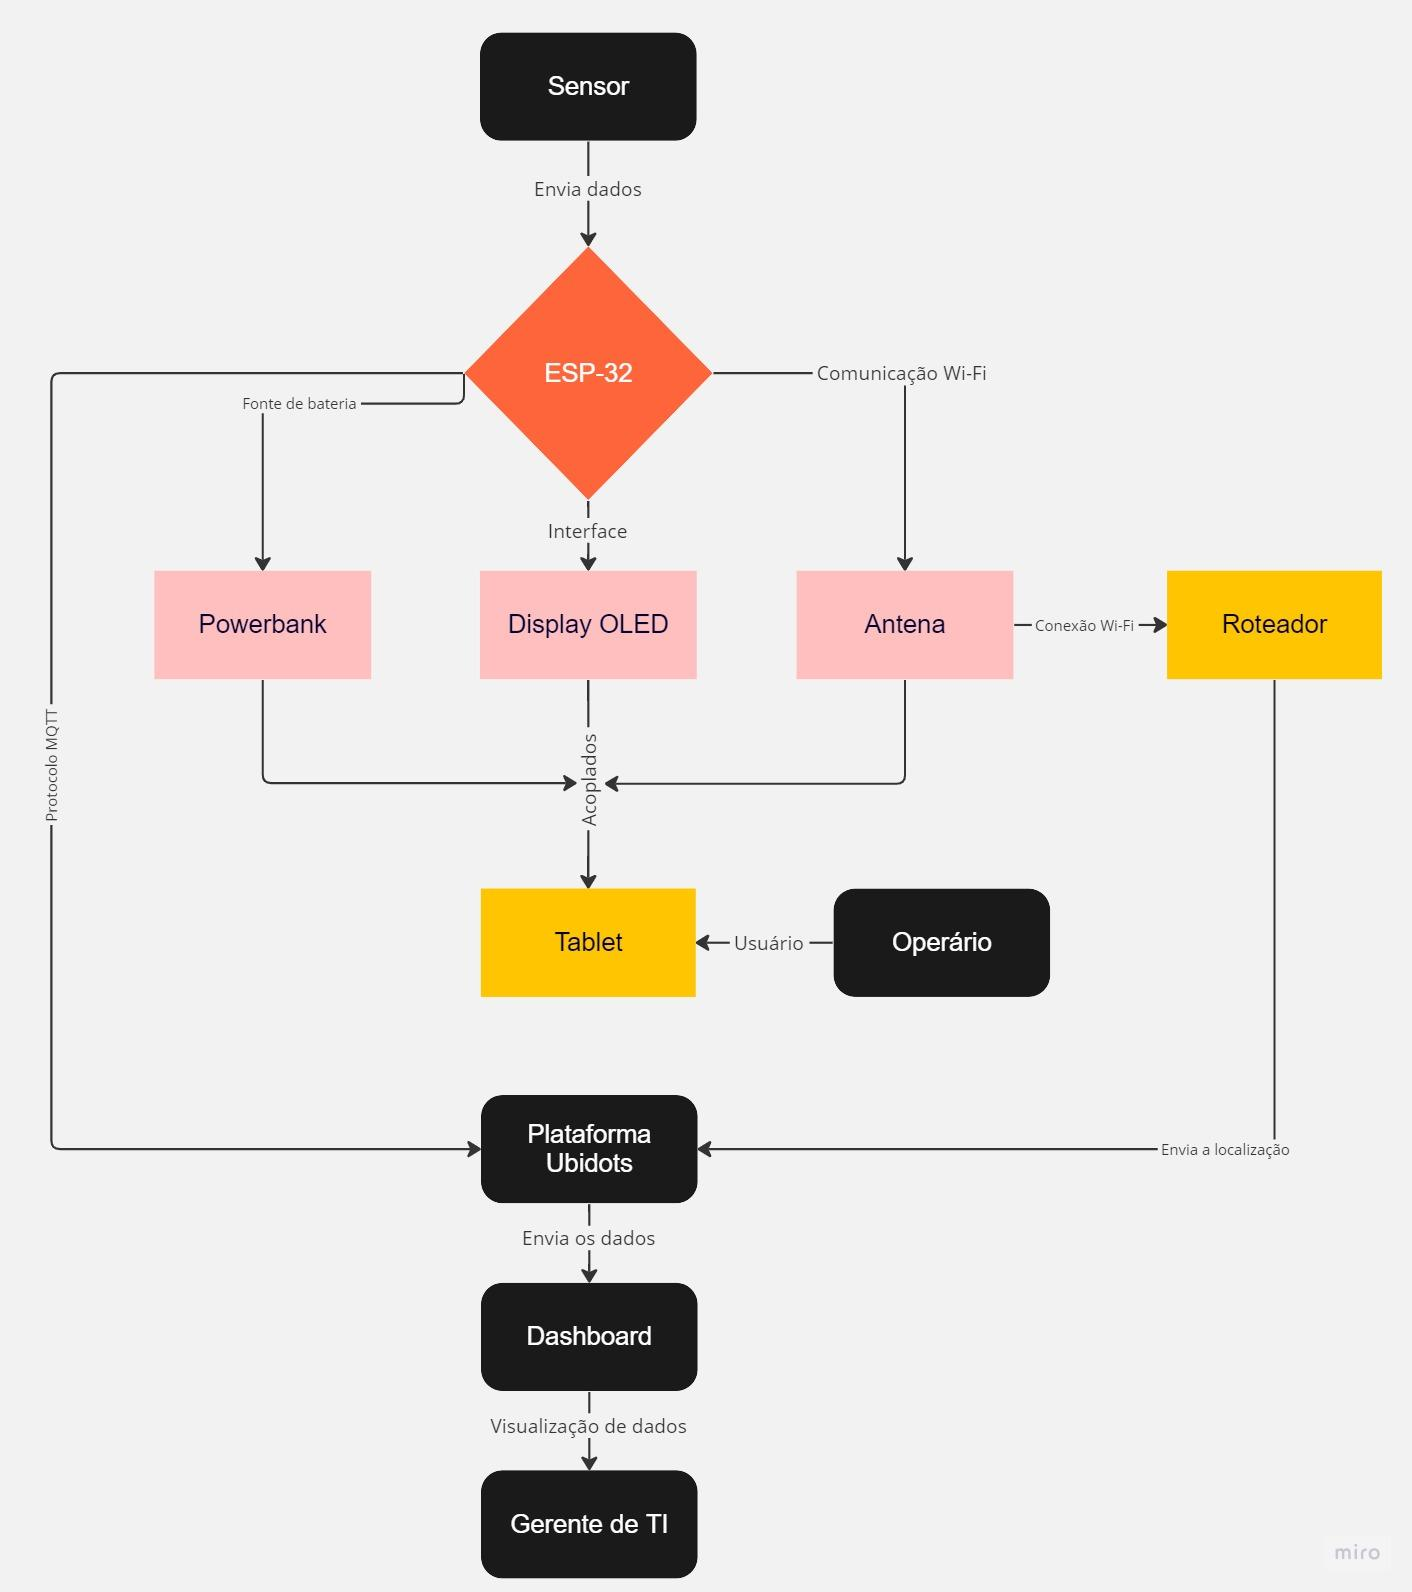 Sensor
Envia dados
ESP-32
Comunicação Wi-Fi
Fonte de bateria
Interface
Powerbank
Display OLED
Antena
Conexão Wi-Fi
Roteador
Protocolo MQTT
Acoplados
Tablet
Usuário
Operário
Plataforma
Ubidots
Envia a localização
Envia os dados
Dashboard
Visualização de dados
Gerente de TI
miro